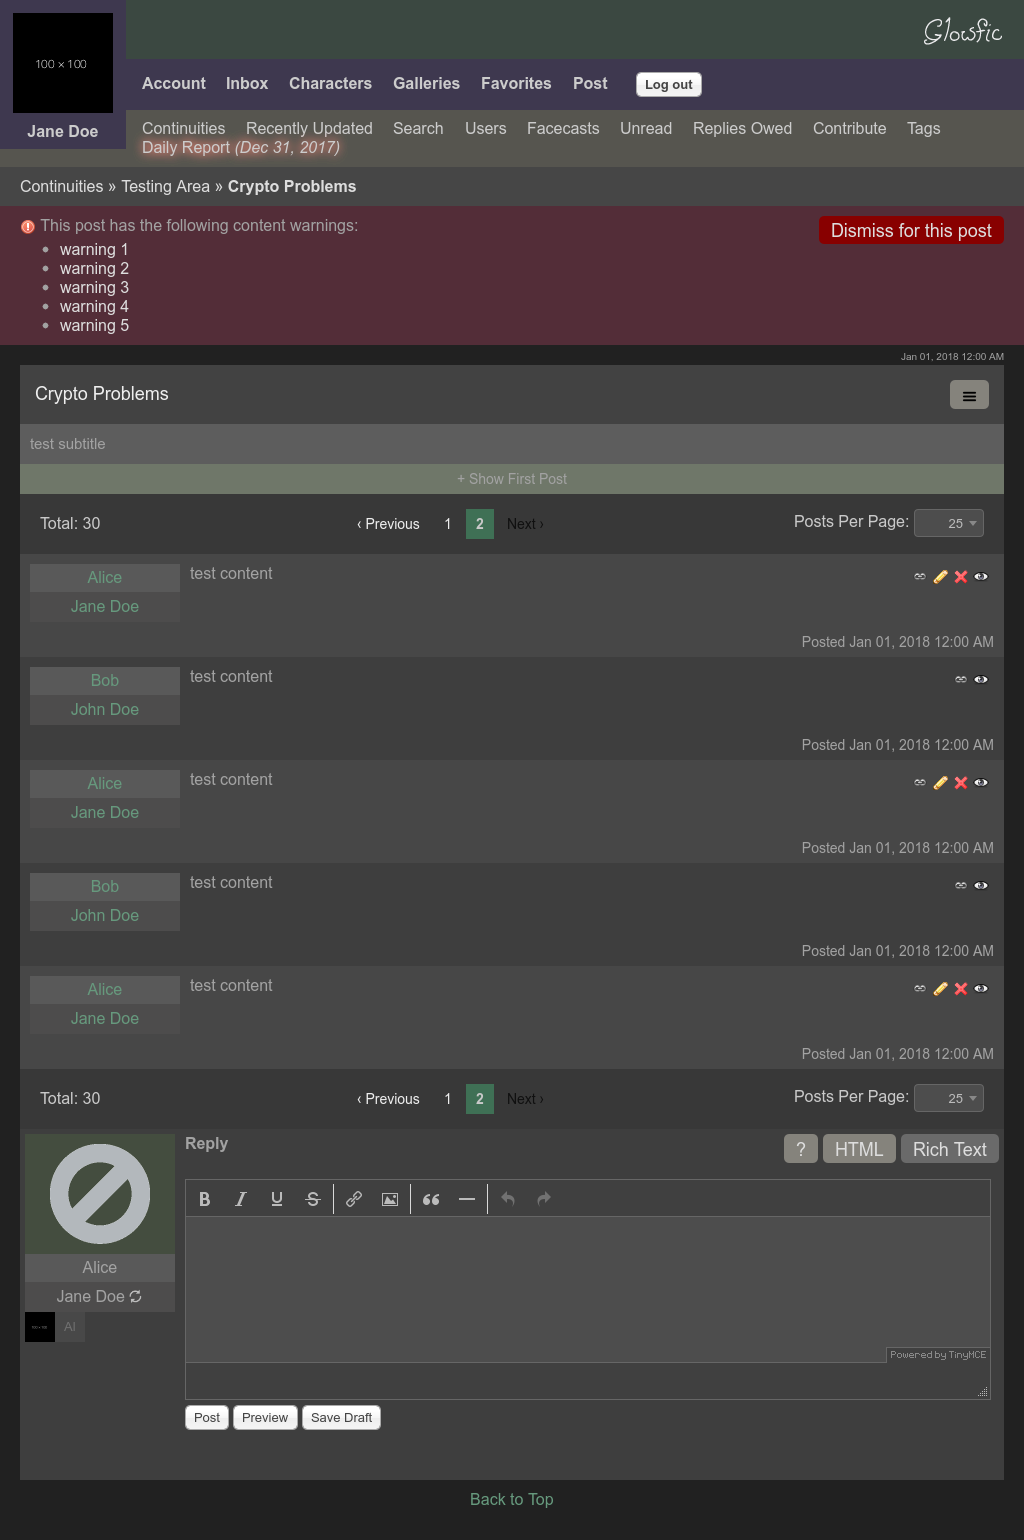 100 × 100
Glowfic
Account Inbox Characters Galleries Favorites Post Log out
Jane Doe
Continuities Recently Updated Search Users Facecasts Unread Replies Owed Contribute Tags
Daily Report (Dec 31, 2017)
Continuities » Testing Area » Crypto Problems
This post has the following content warnings:
Dismiss for this post
• warning 1
• warning 2
• warning 3
• warning 4
• warning 5
Jan 01, 2018 12:00 AM
Crypto Problems
test subtitle
+ Show First Post
Total: 30 ‹ Previous 1 2 Next › Posts Per Page: 25
Alice
Jane Doe
test content
Posted Jan 01, 2018 12:00 AM
Bob
John Doe
test content
Posted Jan 01, 2018 12:00 AM
Alice
Jane Doe
test content
Posted Jan 01, 2018 12:00 AM
Bob
John Doe
test content
Posted Jan 01, 2018 12:00 AM
Alice
Jane Doe
test content
Posted Jan 01, 2018 12:00 AM
Total: 30 ‹ Previous 1 2 Next › Posts Per Page: 25
Reply
? HTML Rich Text
B I U S
Alice
Jane Doe
100 × 100 Al
Powered by TinyMCE
Post Preview Save Draft
Back to Top